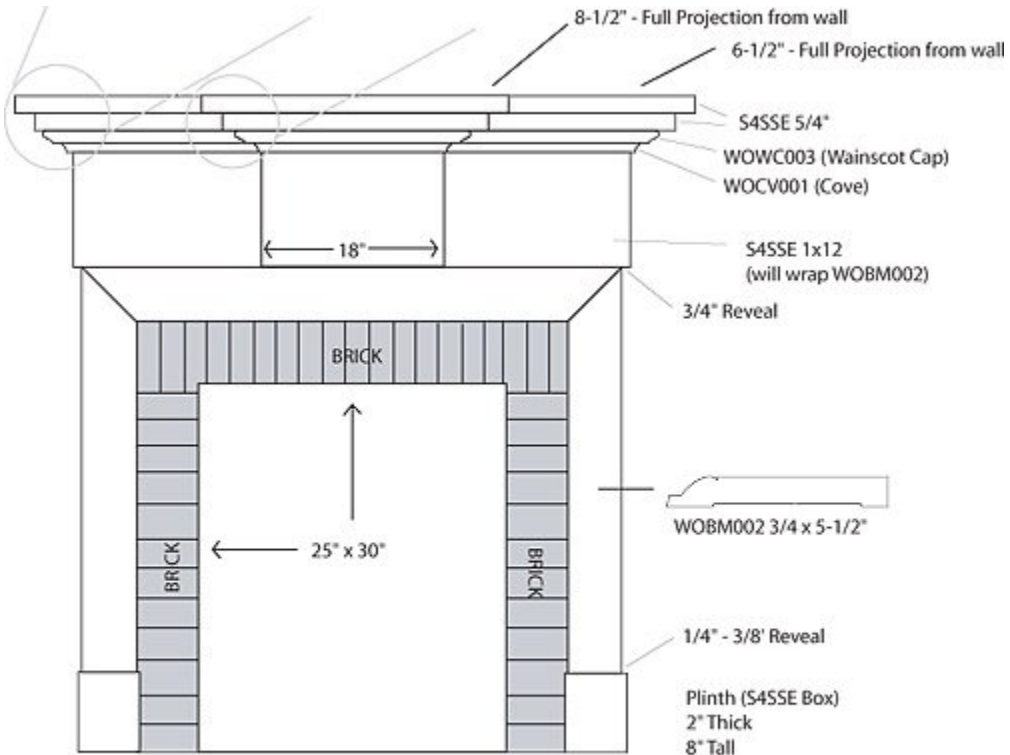 8-1/2" - Full Projection from wall
6-1/2" - Full Projection from wall
S4SSE 5/4"
WOWC003 (Wainscot Cap)
WOCV001 (Cove)
18"
S4SSE 1x12
(will wrap WOBM002)
3/4" Reveal
BRICK
WOBM002 3/4 x 5-1/2"
25" x 30"
BRICK
BRICK
1/4" - 3/8' Reveal
Plinth (S4SSE Box)
2" Thick
8" Tall